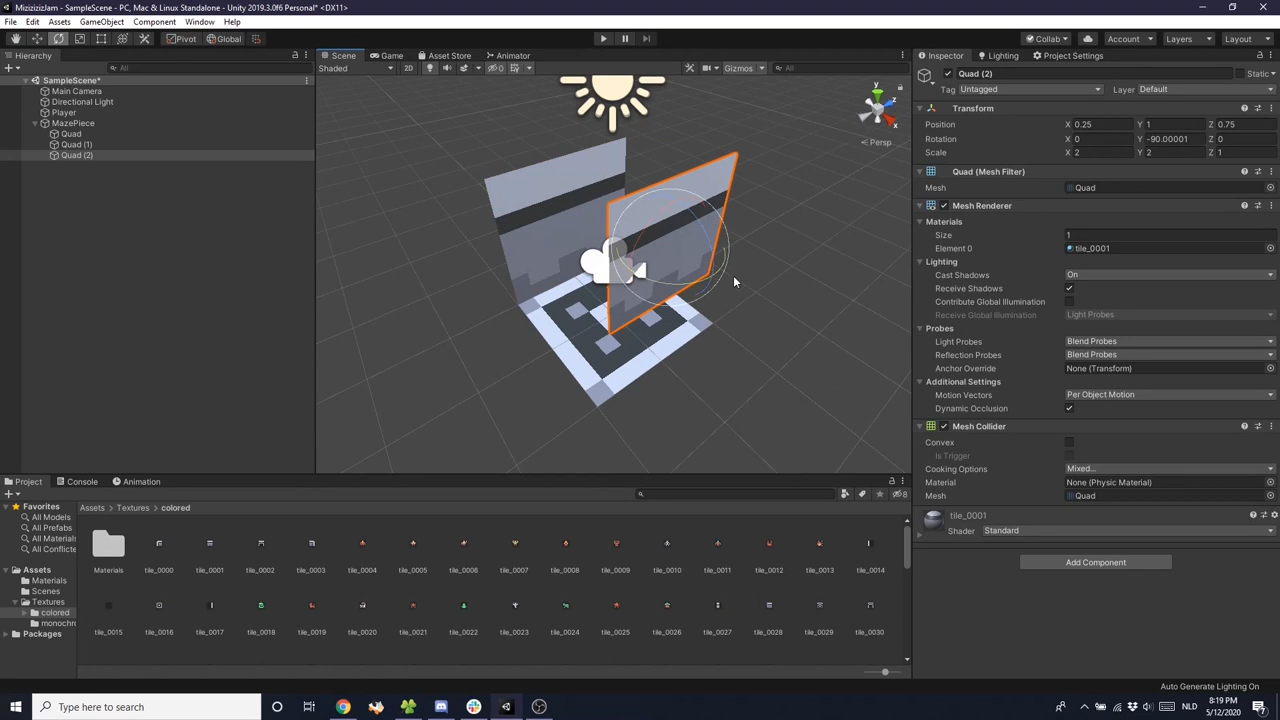 MizizizizJam - SampleScene - PC, Mac & Linux Standalone - Unity 2019.3.0f6 Personal* <DX11>
File Edit Assets GameObject Component Window Help
Pivot Global Collab Account Layers Layout
Hierarchy
All
SampleScene*
Main Camera
Directional Light
Player
MazePiece
Quad
Quad (1)
Quad (2)
Scene Game Asset Store Animator
Shaded 2D 0 Gizmos All
y
z
x
Persp
Inspector Lighting Project Settings
Quad (2) Static
Tag Untagged Layer Default
Transform
Position X 0.25 Y 1 Z 0.75
Rotation X 0 Y -90.00001 Z 0
Scale X 2 Y 2 Z 1
Quad (Mesh Filter)
Mesh Quad
Mesh Renderer
Materials
Size 1
Element 0 tile_0001
Lighting
Cast Shadows On
Receive Shadows
Contribute Global Illumination
Receive Global Illumination Light Probes
Probes
Light Probes Blend Probes
Reflection Probes Blend Probes
Anchor Override None (Transform)
Additional Settings
Motion Vectors Per Object Motion
Dynamic Occlusion
Mesh Collider
Convex
Is Trigger
Cooking Options Mixed...
Material None (Physic Material)
Mesh Quad
tile_0001
Shader Standard
Add Component
Project Console Animation
8
Favorites
All Models
All Prefabs
All Materials
All Conflicte
Assets
Materials
Scenes
Textures
colored
monochro
Packages
Assets > Textures > colored
Materials tile_0000 tile_0001 tile_0002 tile_0003 tile_0004 tile_0005 tile_0006 tile_0007 tile_0008 tile_0009 tile_0010 tile_0011 tile_0012 tile_0013 tile_0014
tile_0015 tile_0016 tile_0017 tile_0018 tile_0019 tile_0020 tile_0021 tile_0022 tile_0023 tile_0024 tile_0025 tile_0026 tile_0027 tile_0028 tile_0029 tile_0030
Auto Generate Lighting On
Type here to search
NLD
8:19 PM
5/12/2020